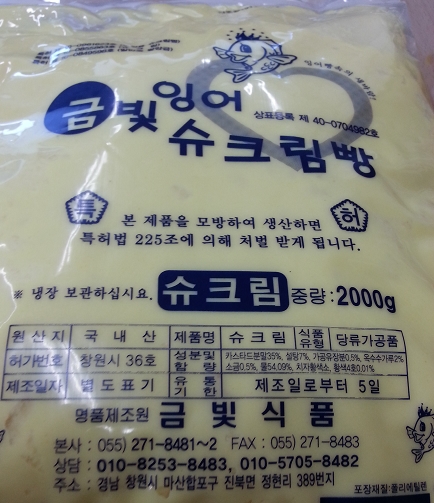 잉어빵속의 생바람!
금빛잉어
상표등록 제 40-0704982호
슈크림빵
특 허
본 제품을 모방하여 생산하면
특허법 225조에 의해 처벌 받게 됩니다.
※ 냉장 보관하십시요. 슈크림 중량 : 2000g
원산지 국내산 제품명 슈크림 식품유형 당류가공품
허가번호 창원시 36호 성분및함량 카스타드분말35%, 설탕7%, 가공유장분0.5%, 옥수수가루2%
소금0.5%, 물54.09%, 치자황색소, 황색4호0.01%
제조일자 별도표기 유통기한 제조일로부터 5일
명품제조원 금빛식품
본사 : 055) 271-8481~2 FAX : 055) 271-8483
상담 : 010-8253-8483, 010-5705-8482
주소 : 경남 창원시 마산합포구 진북면 정현리 389번지
포장재질:폴리에틸렌